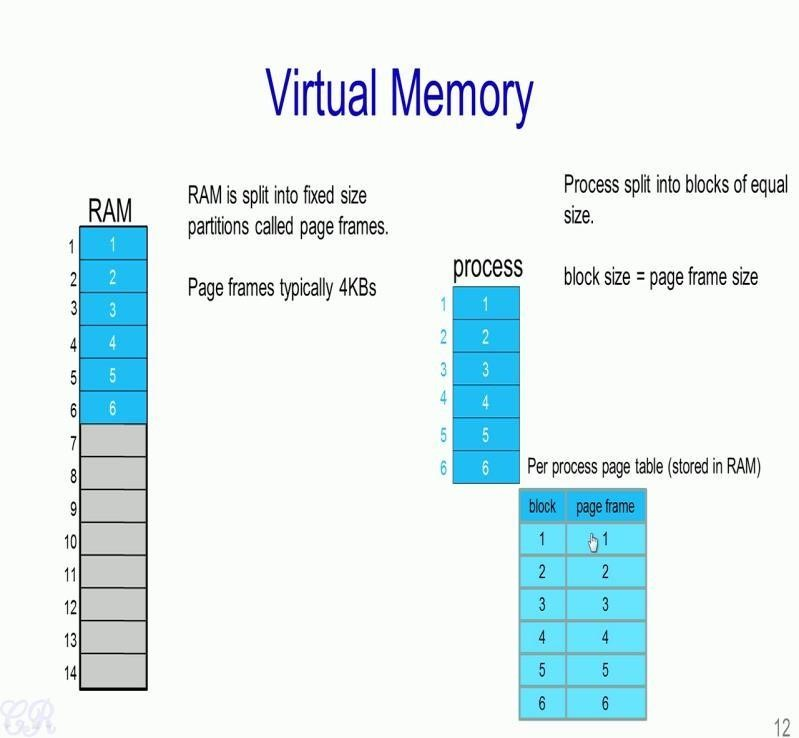 Virtual Memory
RAM
1 1
2 2
3 3
4 4
5 5
6 6
7
8
9
10
11
12
13
14
RAM is split into fixed size
partitions called page frames.
Page frames typically 4KBs
process
1 1
2 2
3 3
4 4
5 5
6 6
Process split into blocks of equal
size.
block size = page frame size
Per process page table (stored in RAM)
block page frame
1 1
2 2
3 3
4 4
5 5
6 6
CR
12